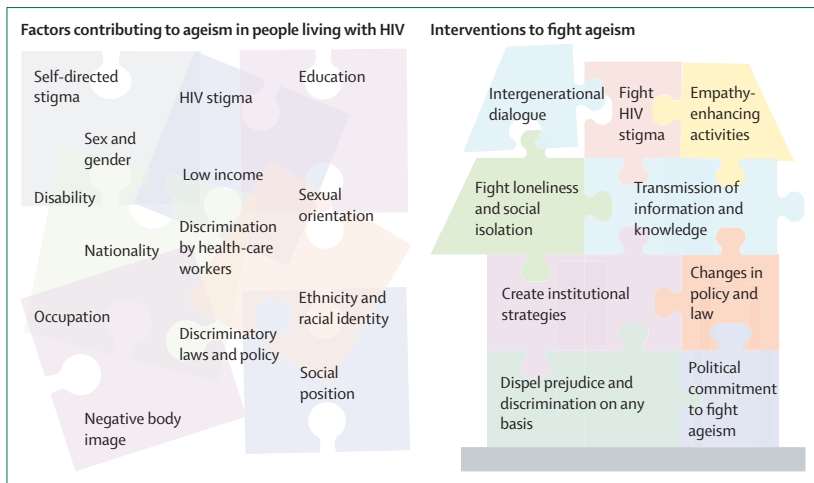 Factors contributing to ageism in people living with HIV
Self-directed
stigma
HIV stigma
Education
Sex and
gender
Low income
Disability
Sexual
orientation
Nationality
Discrimination
by health-care
workers
Occupation
Ethnicity and
racial identity
Discriminatory
laws and policy
Social
position
Negative body
image
Interventions to fight ageism
Intergenerational
dialogue
Fight
HIV
stigma
Empathy-
enhancing
activities
Fight loneliness
and social
isolation
Transmission of
information and
knowledge
Create institutional
strategies
Changes in
policy and
law
Dispel prejudice and
discrimination on any
basis
Political
commitment
to fight
ageism